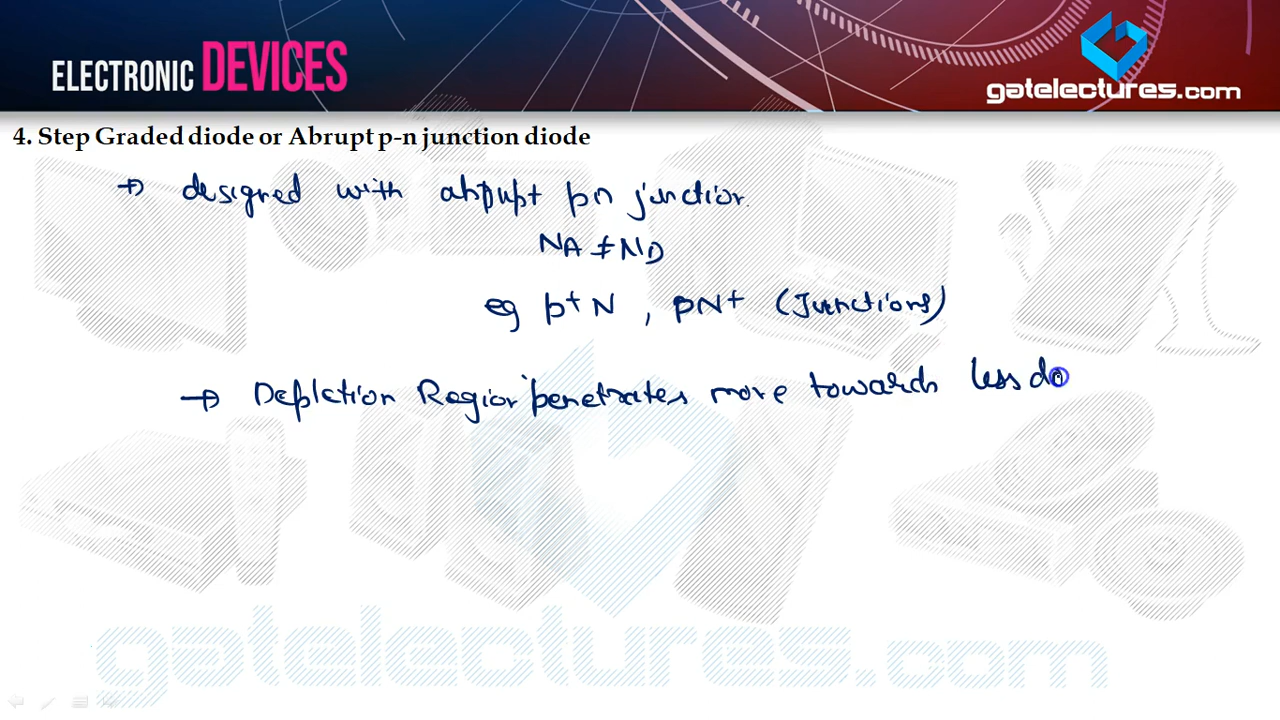 ELECTRONIC DEVICES
gatelectures.com
4. Step Graded diode or Abrupt p-n junction diode
→ designed with abrupt pn junction.
NA ≠ ND
eg p+ N , pN+ (Junctions)
→ Depletion Region penetrates more towards less do
gatelectures.com